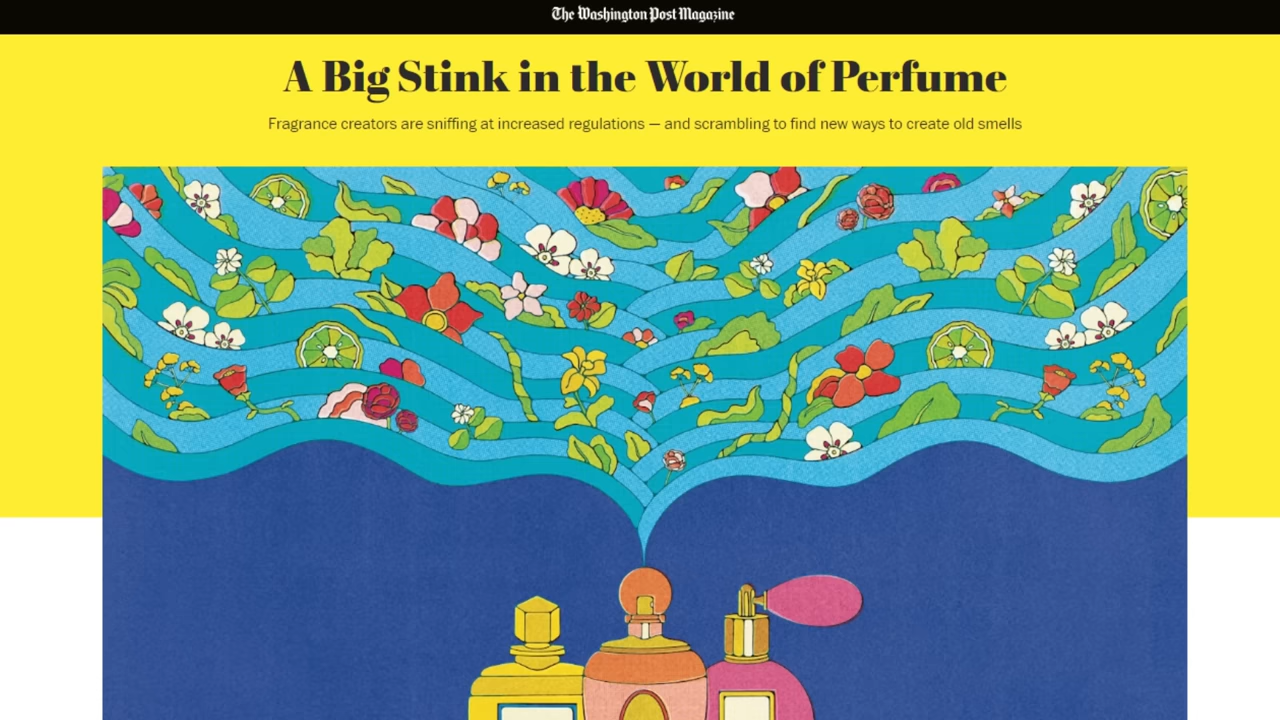 The Washington Post Magazine
A Big Stink in the World of Perfume
Fragrance creators are sniffing at increased regulations — and scrambling to find new ways to create old smells